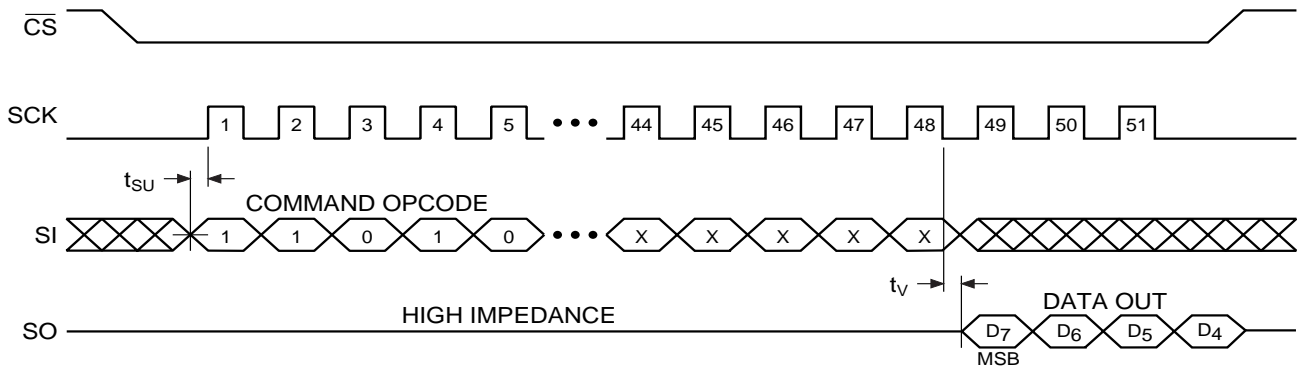 CS
SCK
1 2 3 4 5 ••• 44 45 46 47 48 49 50 51
tSU
COMMAND OPCODE
SI
1 1 0 1 0 ••• X X X X X
tV
HIGH IMPEDANCE
DATA OUT
SO
D7 D6 D5 D4
MSB